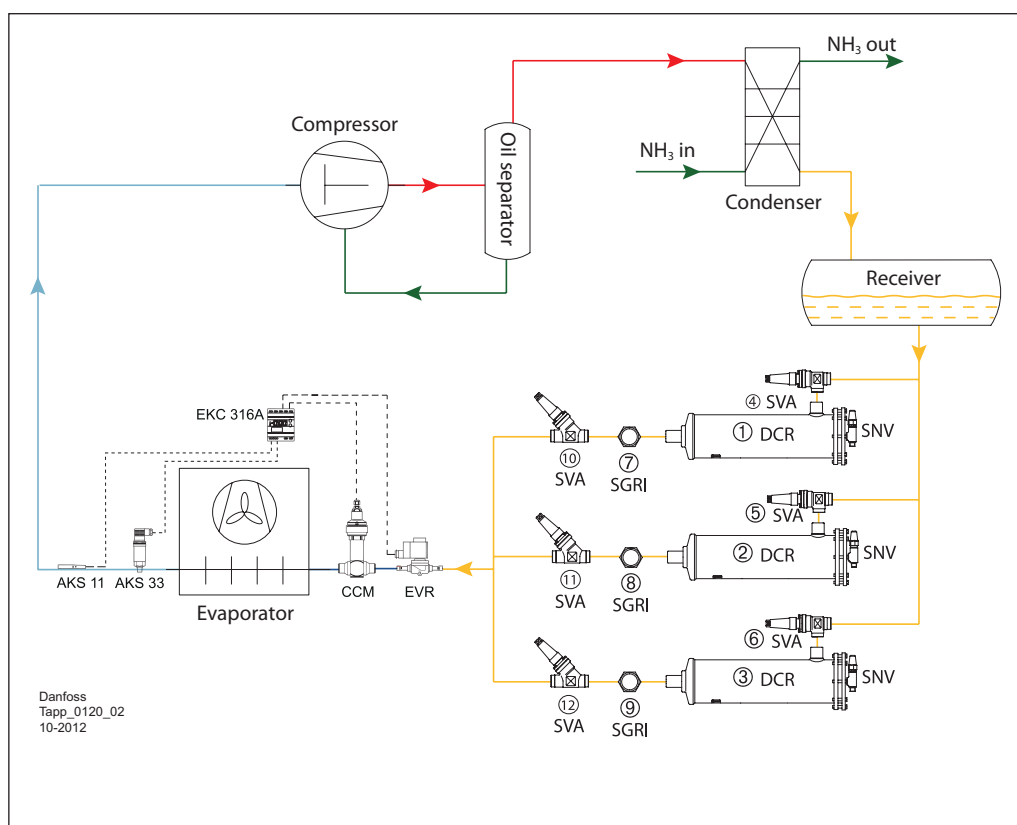 NH₃ out
Compressor
Oil separator
NH₃ in
Condenser
Receiver
EKC 316A
④ SVA
SNV
① DCR
⑩
SVA
⑦
SGRI
⑤ SVA
SNV
② DCR
AKS 11
AKS 33
CCM
EVR
⑪
SVA
⑧
SGRI
Evaporator
⑥ SVA
SNV
③ DCR
⑫
SVA
⑨
SGRI
Danfoss
Tapp_0120_02
10-2012